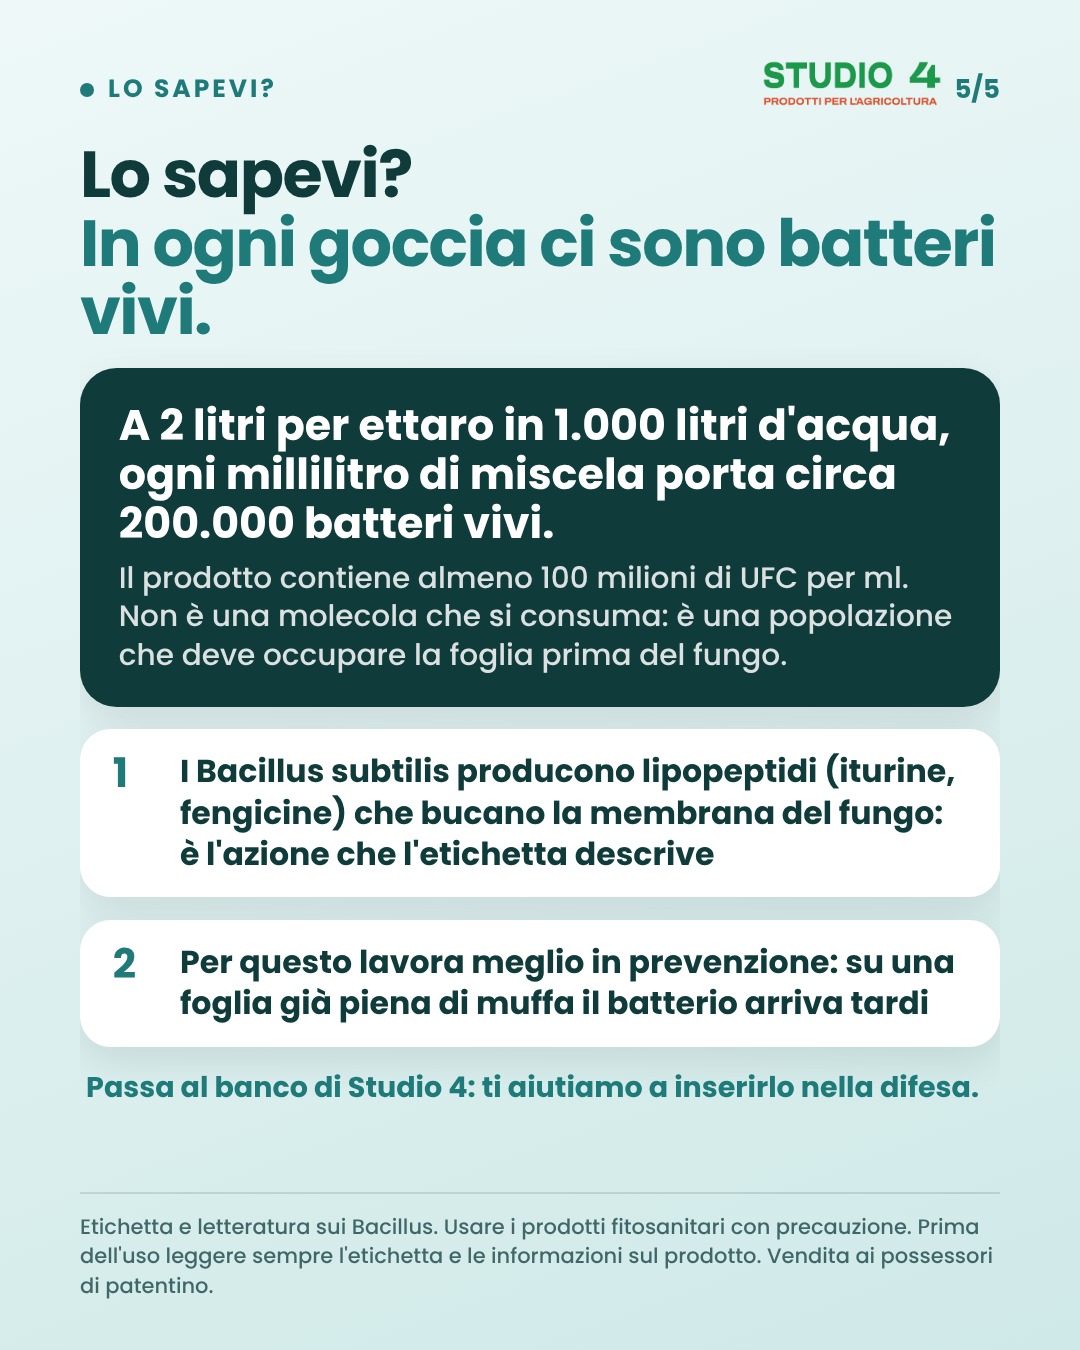 LO SAPEVI?
STUDIO 4
PRODOTTI PER L'AGRICOLTURA
5/5
Lo sapevi?
In ogni goccia ci sono batteri
vivi.
A 2 litri per ettaro in 1.000 litri d'acqua,
ogni millilitro di miscela porta circa
200.000 batteri vivi.
Il prodotto contiene almeno 100 milioni di UFC per ml.
Non è una molecola che si consuma: è una popolazione
che deve occupare la foglia prima del fungo.
1
I Bacillus subtilis producono lipopeptidi (iturine,
fengicine) che bucano la membrana del fungo:
è l'azione che l'etichetta descrive
2
Per questo lavora meglio in prevenzione: su una
foglia già piena di muffa il batterio arriva tardi
Passa al banco di Studio 4: ti aiutiamo a inserirlo nella difesa.
Etichetta e letteratura sui Bacillus. Usare i prodotti fitosanitari con precauzione. Prima
dell'uso leggere sempre l'etichetta e le informazioni sul prodotto. Vendita ai possessori
di patentino.